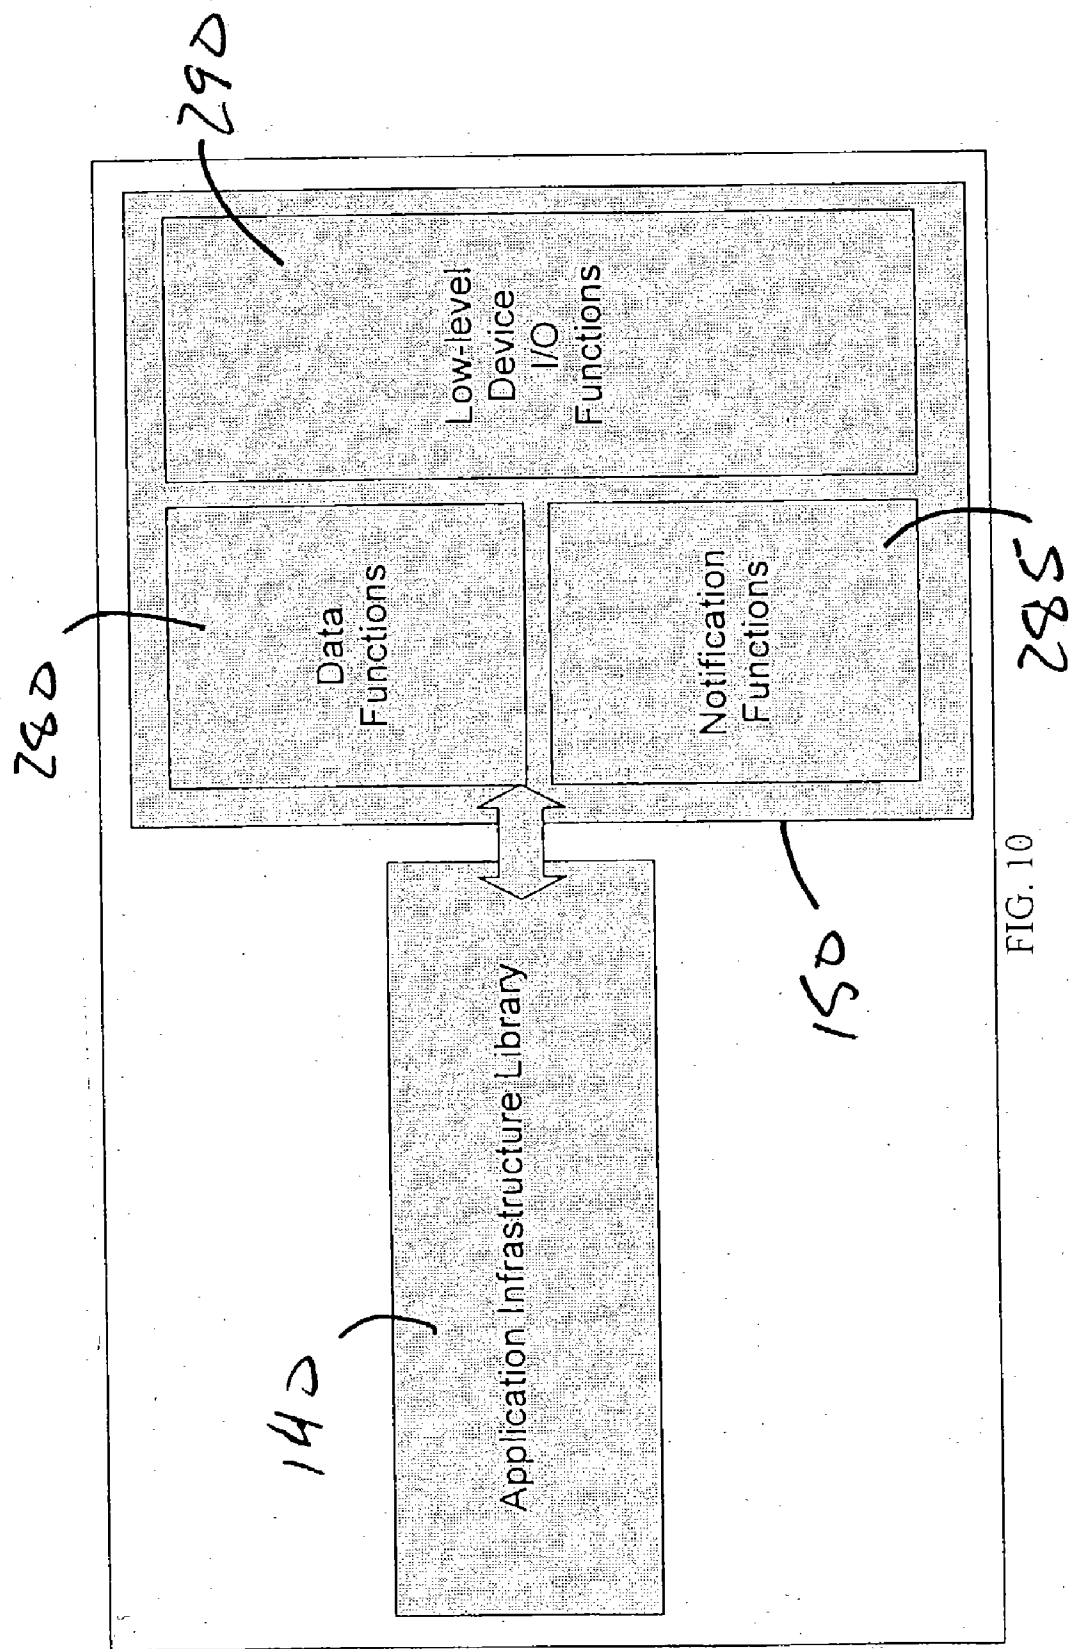 290
Low-level
Device
I/O
Functions
280
Data
Functions
Notification
Functions
285
150
140
Application Infrastructure Library
FIG. 10